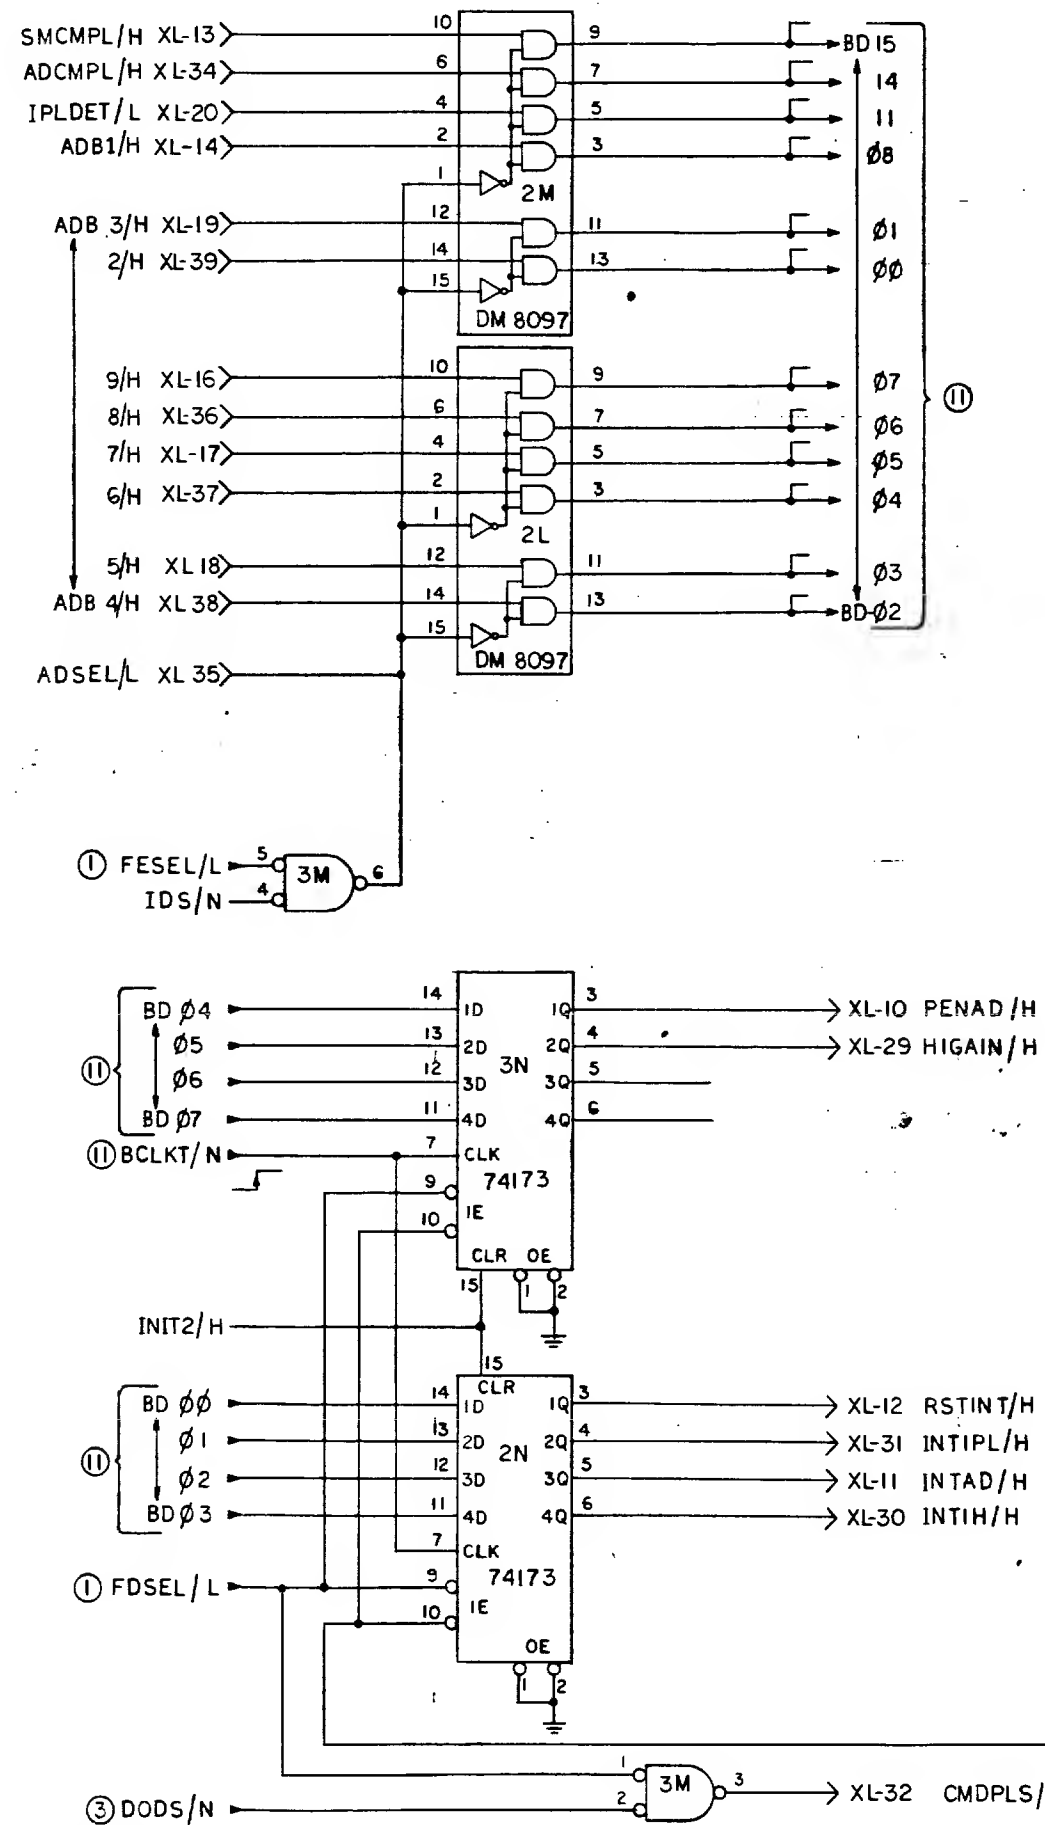 SMCMPL/H XL-13 10 9 BD 15
ADCMPL/H XL-34 6 7 14
IPLDET/L XL-20 4 5 11
ADB1/H XL-14 2 3 Ø8
1 2M
ADB 3/H XL-19 12 11 Ø1
2/H XL-39 14 13 ØØ
15
DM 8097
9/H XL-16 10 9 Ø7
11
8/H XL-36 6 7 Ø6
7/H XL-17 4 5 Ø5
6/H XL-37 2 3 Ø4
1 2L
5/H XL18 12 11 Ø3
ADB 4/H XL 38 14 13 BD-Ø2
15
DM 8097
ADSEL/L XL 35
1 FESEL/L 5 3M 6
IDS/N 4
BD Ø4 14 1D 1Q 3 XL-10 PENAD/H
Ø5 13 2D 3N 2Q 4 XL-29 HIGAIN/H
11 Ø6 12 3D 3Q 5
BD Ø7 11 4D 4Q 6
11 BCLKT/N 7 CLK
74173
9
IE
10
CLR OE
15 1 2
INIT2/H
15
CLR
BD ØØ 14 1D 1Q 3 XL-12 RSTINT/H
Ø1 13 2D 2N 2Q 4 XL-31 INTIPL/H
11 Ø2 12 3D 3Q 5 XL-11 INTAD/H
BDØ3 11 4D 4Q 6 XL-30 INTIH/H
7 CLK
74173
1 FDSEL/L 9
IE
10
OE
1 2
1 3M 3 XL-32 CMDPLS/
3 DODS/N 2